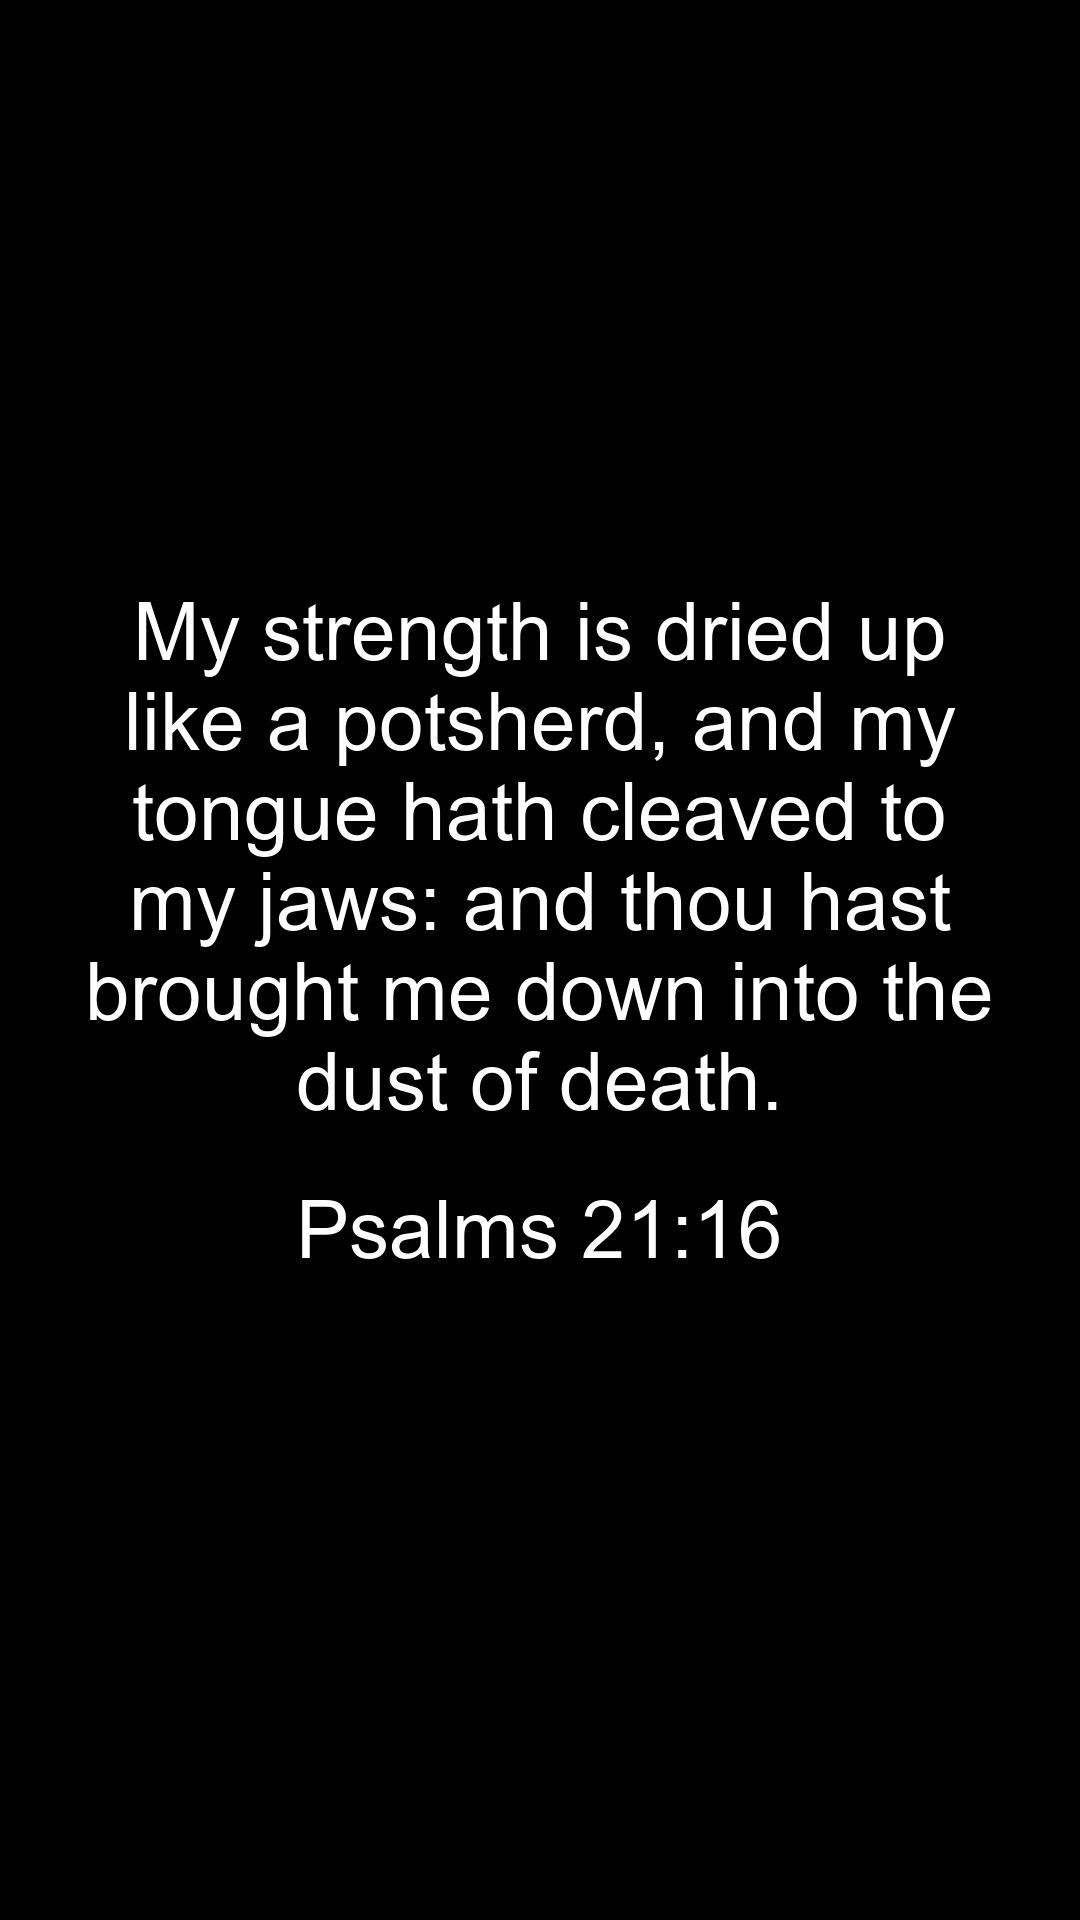 My strength is dried up
like a potsherd, and my
tongue hath cleaved to
my jaws: and thou hast
brought me down into the
dust of death.
Psalms 21:16